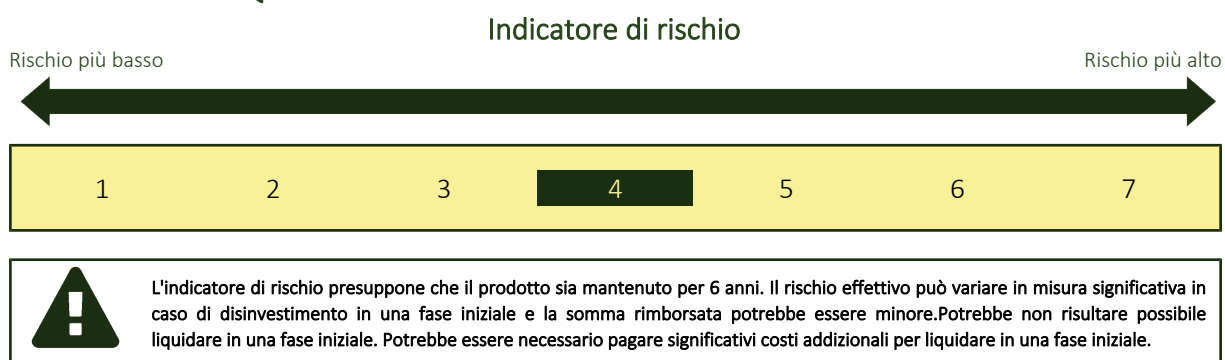 Indicatore di rischio
Rischio più basso
Rischio più alto
1 2 3 4 5 6 7
L'indicatore di rischio presuppone che il prodotto sia mantenuto per 6 anni. Il rischio effettivo può variare in misura significativa in
caso di disinvestimento in una fase iniziale e la somma rimborsata potrebbe essere minore.Potrebbe non risultare possibile
liquidare in una fase iniziale. Potrebbe essere necessario pagare significativi costi addizionali per liquidare in una fase iniziale.